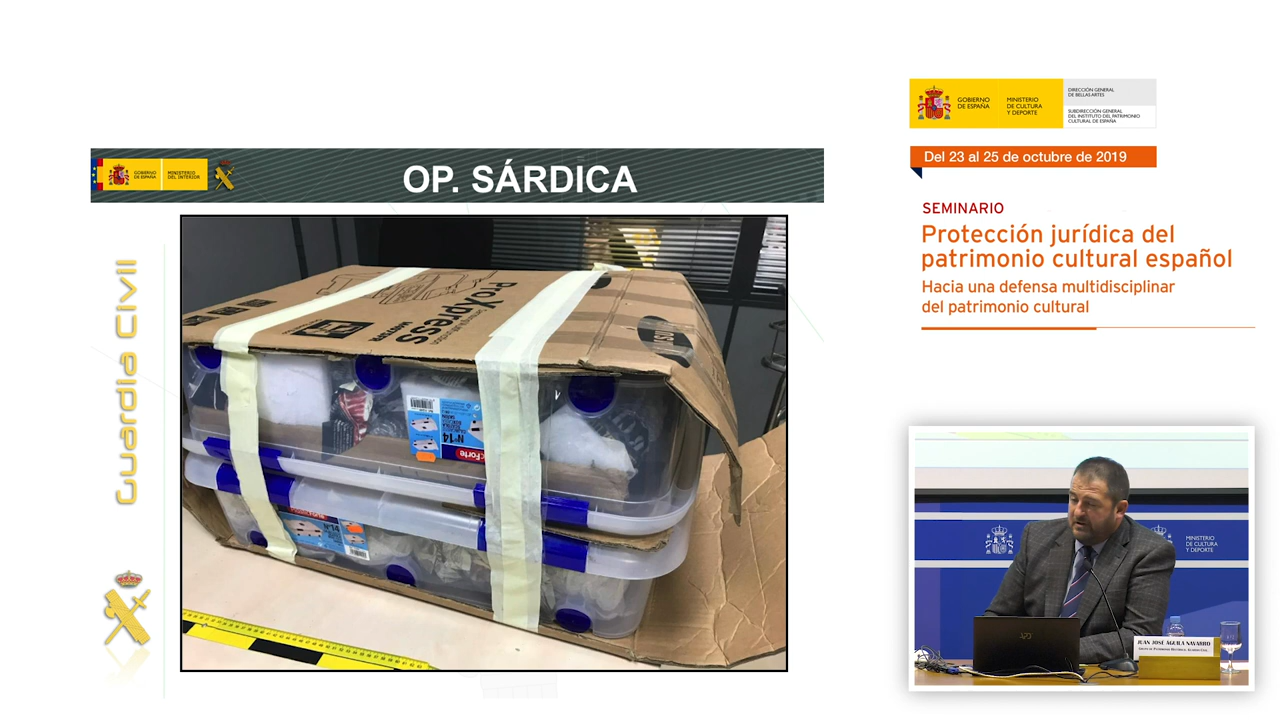 GOBIERNO
DE ESPAÑA
MINISTERIO
DEL INTERIOR
OP. SÁRDICA
Guardia Civil
ProXpress
Nº14
Nº14
GOBIERNO
DE ESPAÑA
MINISTERIO
DE CULTURA
Y DEPORTE
DIRECCIÓN GENERAL
DE BELLAS ARTES
SUBDIRECCIÓN GENERAL
DEL INSTITUTO DEL PATRIMONIO
CULTURAL DE ESPAÑA
Del 23 al 25 de octubre de 2019
SEMINARIO
Protección jurídica del
patrimonio cultural español
Hacia una defensa multidisciplinar
del patrimonio cultural
MINISTERIO
DE CULTURA
Y DEPORTE
JUAN JOSÉ ÁGUILA NAVARRO